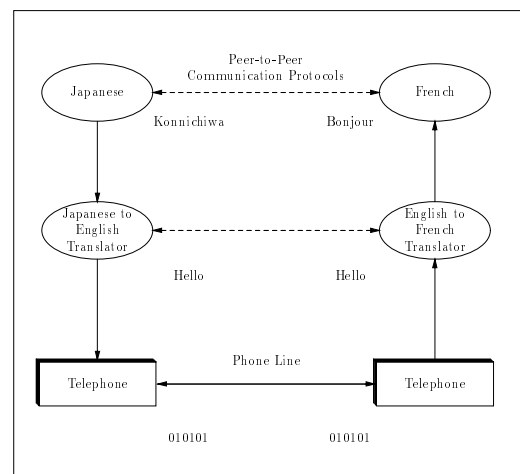 Peer-to-Peer
Communication Protocols
Japanese
French
Konnichiwa
Bonjour
Japanese to
English
Translator
English to
French
Translator
Hello
Hello
Phone Line
Telephone
Telephone
010101
010101